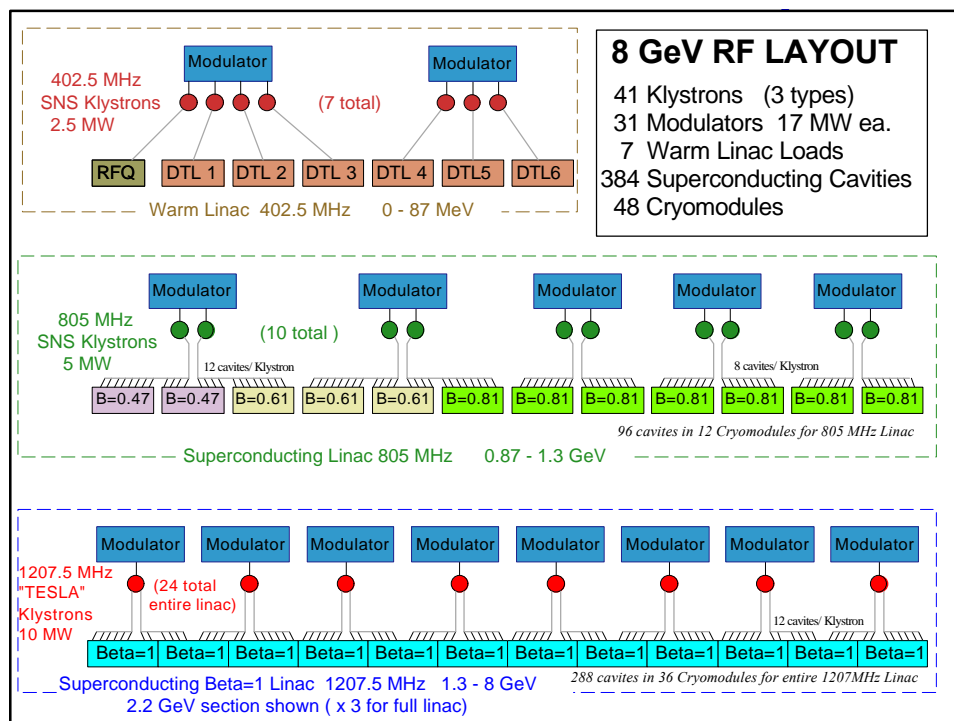 8 GeV RF LAYOUT
41 Klystrons (3 types)
31 Modulators 17 MW ea.
7 Warm Linac Loads
384 Superconducting Cavities
48 Cryomodules
Modulator Modulator
402.5 MHz
SNS Klystrons
2.5 MW
(7 total)
RFQ DTL 1 DTL 2 DTL 3 DTL 4 DTL5 DTL6
Warm Linac 402.5 MHz 0 - 87 MeV
Modulator Modulator Modulator Modulator Modulator
805 MHz
SNS Klystrons
5 MW
(10 total )
12 cavites/ Klystron 8 cavites/ Klystron
B=0.47 B=0.47 B=0.61 B=0.61 B=0.61 B=0.81 B=0.81 B=0.81 B=0.81 B=0.81 B=0.81 B=0.81
96 cavites in 12 Cryomodules for 805 MHz Linac
Superconducting Linac 805 MHz 0.87 - 1.3 GeV
Modulator Modulator Modulator Modulator Modulator Modulator Modulator Modulator
1207.5 MHz
"TESLA"
Klystrons
10 MW
(24 total
entire linac)
12 cavites/ Klystron
Beta=1 Beta=1 Beta=1 Beta=1 Beta=1 Beta=1 Beta=1 Beta=1 Beta=1 Beta=1 Beta=1 Beta=1
288 cavites in 36 Cryomodules for entire 1207MHz Linac
Superconducting Beta=1 Linac 1207.5 MHz 1.3 - 8 GeV
2.2 GeV section shown ( x 3 for full linac)